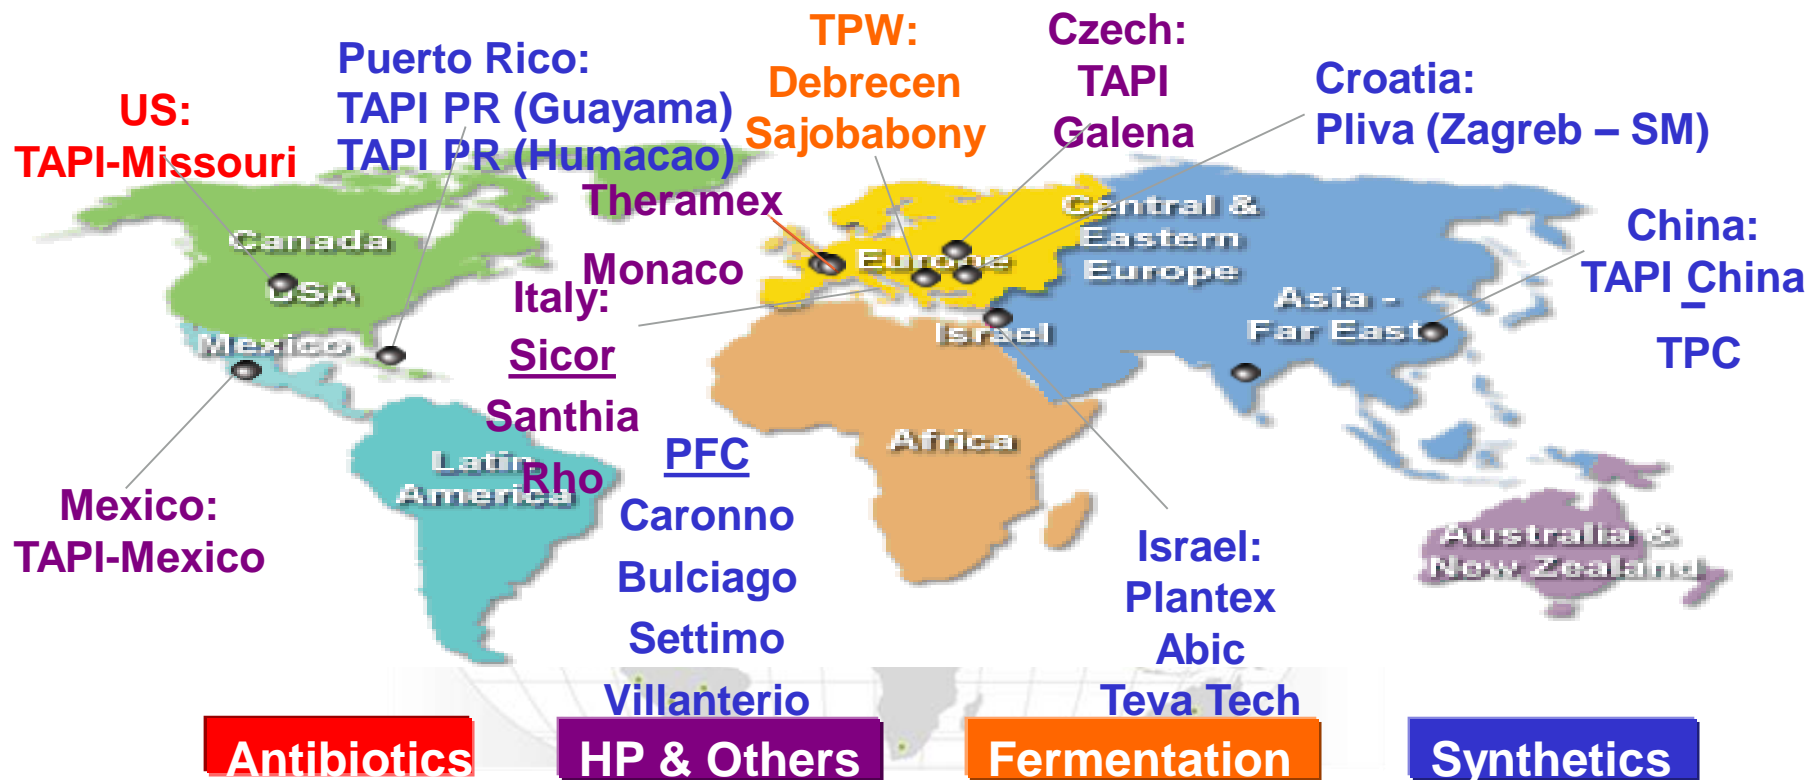 US:
TAPI-Missouri
Puerto Rico:
TAPI PR (Guayama)
TAPI PR (Humacao)
TPW:
Debrecen
Sajobabony
Czech:
TAPI
Galena
Croatia:
Pliva (Zagreb – SM)
Theramex
Monaco
China:
TAPI China
–
TPC
Canada
USA
Mexico
Europe
Central &
Eastern
Europe
Israel
Asia -
Far East
Africa
Latin
America
Australia &
New Zealand
Italy:
Sicor
Santhia
Rho
PFC
Caronno
Bulciago
Settimo
Villanterio
Mexico:
TAPI-Mexico
Israel:
Plantex
Abic
Teva Tech
Antibiotics
HP & Others
Fermentation
Synthetics